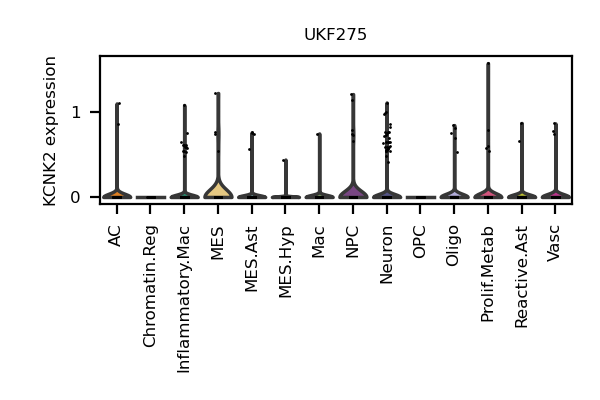 UKF275
KCNK2 expression
1
0
AC
Chromatin.Reg
Inflammatory.Mac
MES
MES.Ast
MES.Hyp
Mac
NPC
Neuron
OPC
Oligo
Prolif.Metab
Reactive.Ast
Vasc